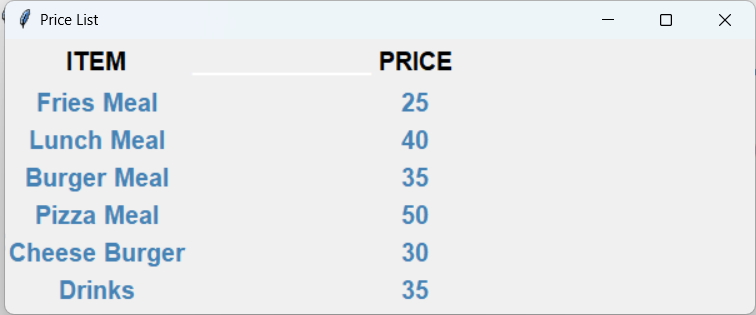 Price List
ITEM PRICE
Fries Meal 25
Lunch Meal 40
Burger Meal 35
Pizza Meal 50
Cheese Burger 30
Drinks 35